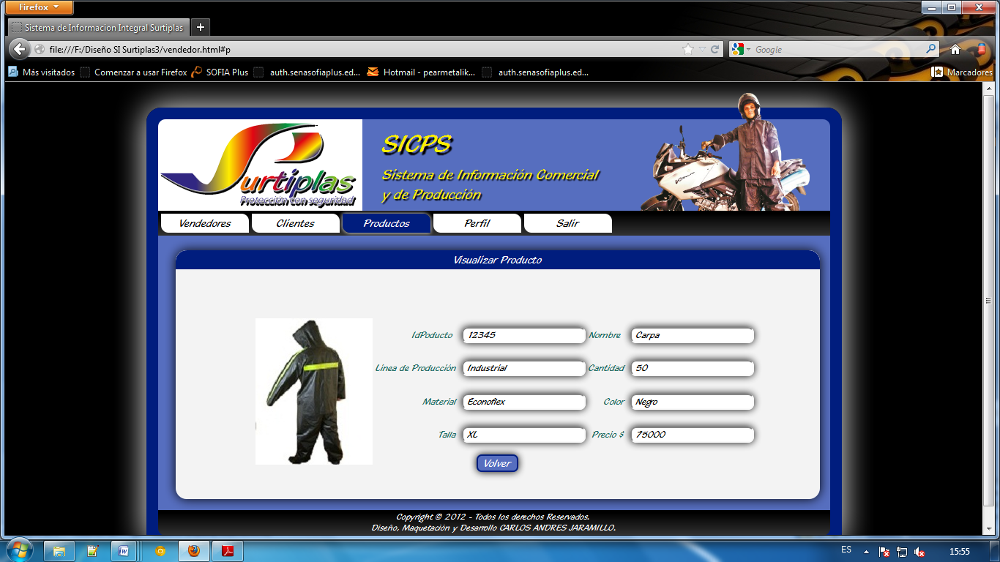 Firefox
Sistema de Informacion Integral Surtiplas
file:///F:/Diseño SI Surtiplas3/vendedor.html#p
Google
Más visitados Comenzar a usar Firefox SOFIA Plus auth.senasofiaplus.ed... Hotmail - pearmetalik... auth.senasofiaplus.ed... Marcadores
urtiplas
Protección con seguridad
SICPS
Sistema de Información Comercial
y de Producción
Vendedores Clientes Productos Perfil Salir
Visualizar Producto
IdPoducto 12345 Nombre Carpa
Linea de Producción Industrial Cantidad 50
Material Econoflex Color Negro
Talla XL Precio $ 75000
Volver
Copyright © 2012 - Todos los derechos Reservados.
Diseño, Maquetación y Desarrollo CARLOS ANDRES JARAMILLO.
ES 15:55